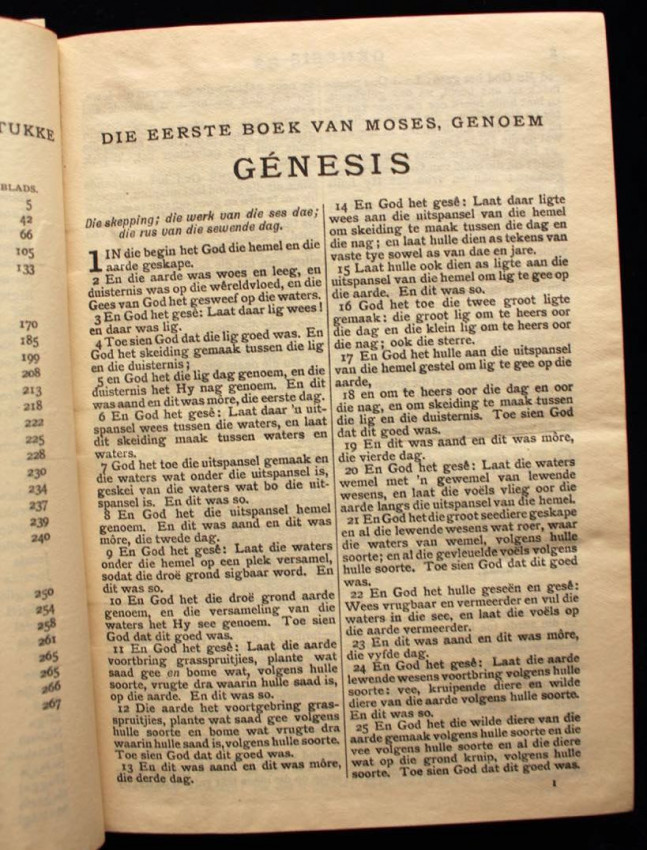 TUKKE
BLADS.
5
42
66
105
133
170
185
199
208
213
218
222
225
228
230
234
237
239
240
250
254
258
261
265
265
266
267
DIE EERSTE BOEK VAN MOSES, GENOEM
GÉNESIS
Die skepping; die werk van die ses dae;
die rus van die sewende dag.
1 IN die begin het God die hemel en die
aarde geskape.
2 En die aarde was woes en leeg, en
duisternis was op die wêreldvloed, en die
Gees van God het gesweef op die waters.
3 En God het gesê: Laat daar lig wees!
en daar was lig.
4 Toe sien God dat die lig goed was. En
God het skeiding gemaak tussen die lig
en die duisternis;
5 en God het die lig dag genoem, en die
duisternis het Hy nag genoem. En dit
was aand en dit was môre, die eerste dag.
6 En God het gesê: Laat daar 'n uit-
spansel wees tussen die waters, en laat
dit skeiding maak tussen waters en
waters.
7 God het toe die uitspansel gemaak en
die waters wat onder die uitspansel is,
geskei van die waters wat bo die uit-
spansel is. En dit was so.
8 En God het die uitspansel hemel
genoem. En dit was aand en dit was
môre, die twede dag.
9 En God het gesê: Laat die waters
onder die hemel op een plek versamel,
sodat die droë grond sigbaar word. En
dit was so.
10 En God het die droë grond aarde
genoem, en die versameling van die
waters het Hy see genoem. Toe sien
God dat dit goed was.
11 En God het gesê: Laat die aarde
voortbring grasspruitjies, plante wat
saad gee en bome wat, volgens hulle
soorte, vrugte dra waarin hulle saad is,
op die aarde. En dit was so.
12 Die aarde het voortgebring gras-
spruitjies, plante wat saad gee volgens
hulle soorte en bome wat vrugte dra
waarin hulle saad is, volgens hulle soorte.
Toe sien God dat dit goed was.
13 En dit was aand en dit was môre,
die derde dag.
14 En God het gesê: Laat daar ligte
wees aan die uitspansel van die hemel
om skeiding te maak tussen die dag en
die nag; en laat hulle dien as tekens van
vaste tye sowel as van dae en jare.
15 Laat hulle ook dien as ligte aan die
uitspansel van die hemel om lig te gee op
die aarde. En dit was so.
16 God het toe die twee groot ligte
gemaak: die groot lig om te heers oor
die dag en die klein lig om te heers oor
die nag; ook die sterre.
17 En God het hulle aan die uitspansel
van die hemel gestel om lig te gee op die
aarde,
18 en om te heers oor die dag en oor
die nag, en om skeiding te maak tussen
die lig en die duisternis. Toe sien God
dat dit goed was.
19 En dit was aand en dit was môre,
die vierde dag.
20 En God het gesê: Laat die waters
wemel met 'n gewemel van lewende
wesens, en laat die voëls vlieg oor die
aarde langs die uitspansel van die hemel.
21 En God het die groot seediere geskape
en al die lewende wesens wat roer, waar
die waters van wemel, volgens hulle
soorte; en al die gevleuelde voëls volgens
hulle soorte. Toe sien God dat dit goed
was.
22 En God het hulle geseën en gesê:
Wees vrugbaar en vermeerder en vul die
waters in die see, en laat die voëls op
die aarde vermeerder.
23 En dit was aand en dit was môre,
die vyfde dag.
24 En God het gesê: Laat die aarde
lewende wesens voortbring volgens hulle
soorte: vee, kruipende diere en wilde
diere van die aarde volgens hulle soorte.
En dit was so.
25 En God het die wilde diere van die
aarde gemaak volgens hulle soorte en die
vee volgens hulle soorte en al die diere
wat op die grond kruip, volgens hulle
soorte. Toe sien God dat dit goed was.
1